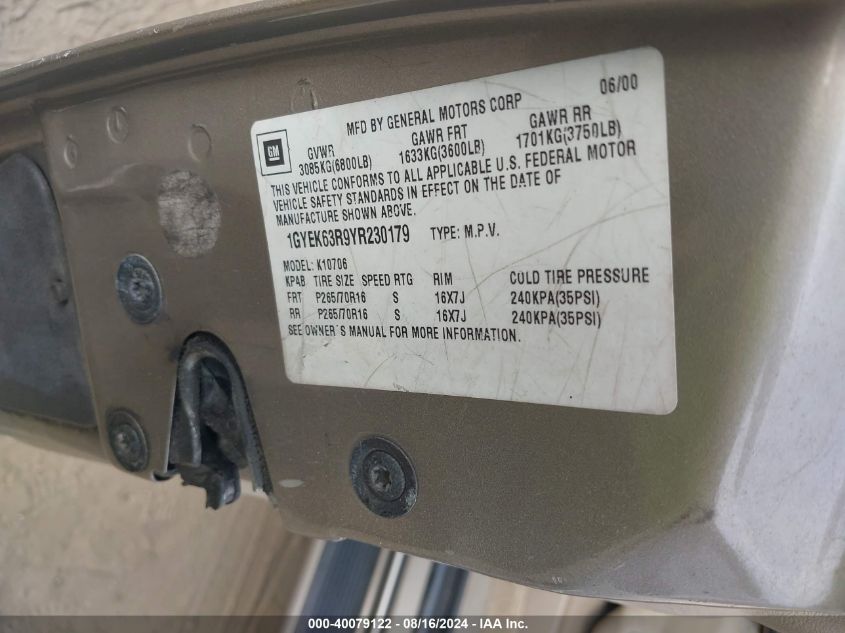 06/00
MFD BY GENERAL MOTORS CORP
GM
GVWR GAWR FRT GAWR RR
3085KG(6800LB) 1633KG(3600LB) 1701KG(3750LB)
THIS VEHICLE CONFORMS TO ALL APPLICABLE U.S. FEDERAL MOTOR
VEHICLE SAFETY STANDARDS IN EFFECT ON THE DATE OF
MANUFACTURE SHOWN ABOVE.
1GYEK63R9YR230179 TYPE: M.P.V.
MODEL: K10706
KP4B TIRE SIZE SPEED RTG RIM COLD TIRE PRESSURE
FRT P265/70R16 S 16X7J 240KPA(35PSI)
RR P265/70R16 S 16X7J 240KPA(35PSI)
SEE OWNER'S MANUAL FOR MORE INFORMATION.
000-40079122 - 08/16/2024 - IAA Inc.